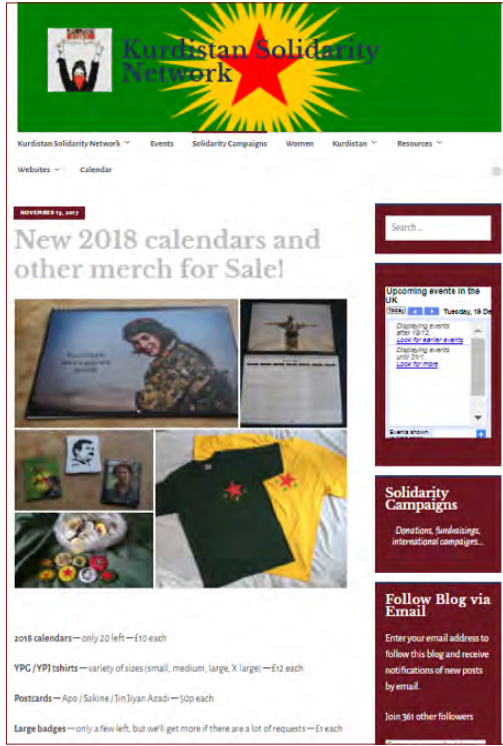 Kurdistan Solidarity
Network
Kurdistan Solidarity Network
Events
Solidarity Campaigns
Women
Kurdistan
Resources
Websites
Calendar
NOVEMBER 15, 2017
New 2018 calendars and
other merch for Sale!
2018 calendars — only 20 left — £10 each
YPG / YPJ tshirts — variety of sizes (small, medium, large, X large) — £12 each
Postcards — Apo / Sakine / Jin Jiyan Azadi — 50p each
Large badges — only a few left, but we'll get more if there are a lot of requests — £1 each
Search ...
Upcoming events in the
UK
Today
Tuesday, 18 De
Displaying events
after 18/12.
Look for earlier events
Displaying events
until 31/1.
Look for more
Events shown
Solidarity
Campaigns
Donations, fundraisings,
international campaigns...
Follow Blog via
Email
Enter your email address to
follow this blog and receive
notifications of new posts
by email.
Join 361 other followers